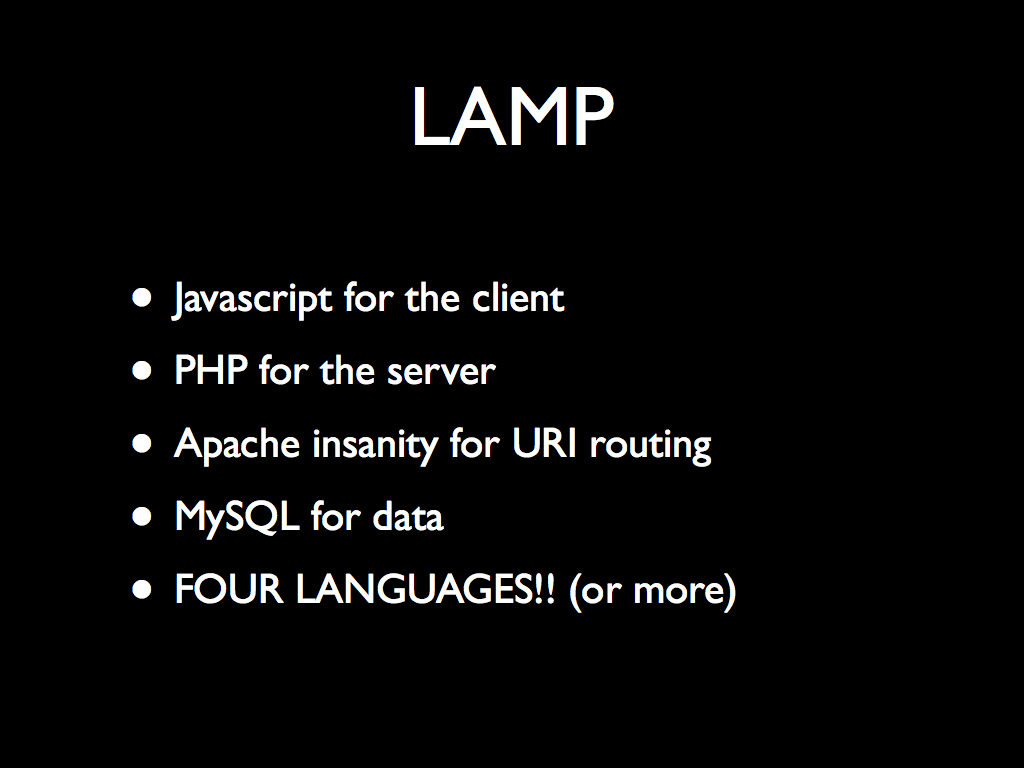 LAMP
• Javascript for the client
• PHP for the server
• Apache insanity for URI routing
• MySQL for data
• FOUR LANGUAGES!! (or more)